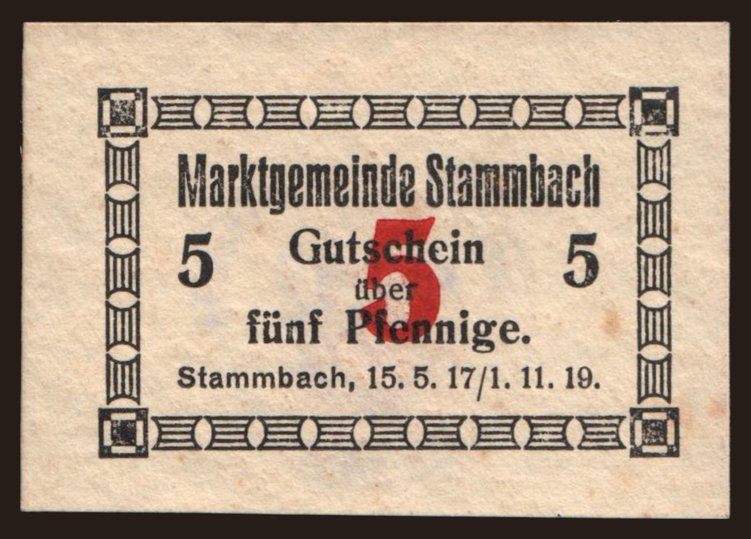 Marktgemeinde Stammbach
5 Gutschein 5
5
über
fünf Pfennige.
Stammbach, 15. 5. 17/1. 11. 19.